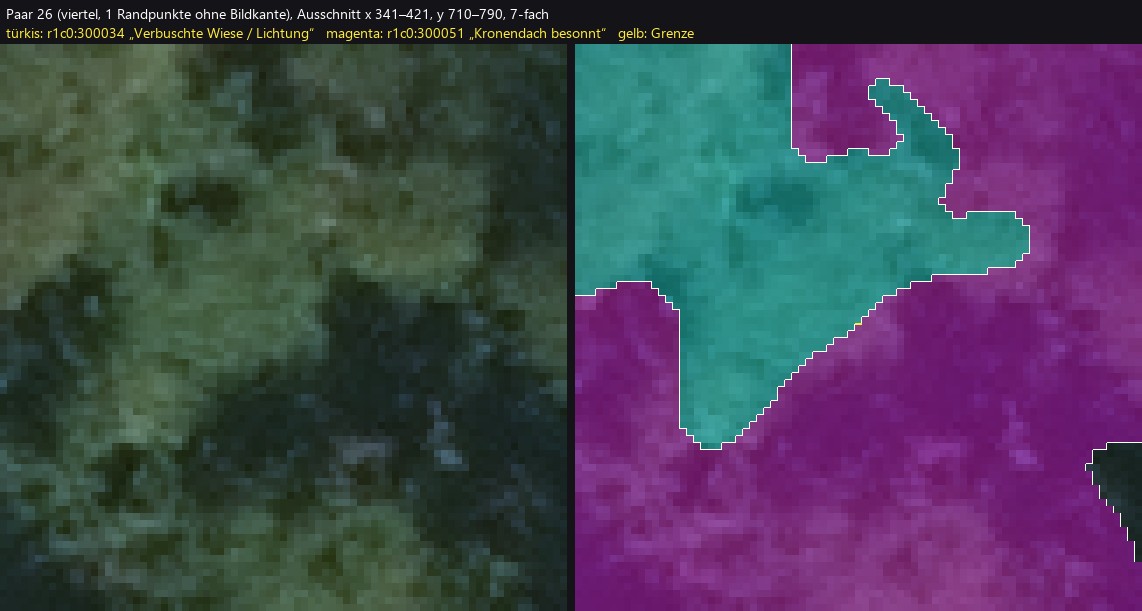 Paar 26 (viertel, 1 Randpunkte ohne Bildkante), Ausschnitt x 341–421, y 710–790, 7-fach
türkis: r1c0:300034 „Verbuschte Wiese / Lichtung“ magenta: r1c0:300051 „Kronendach besonnt“ gelb: Grenze